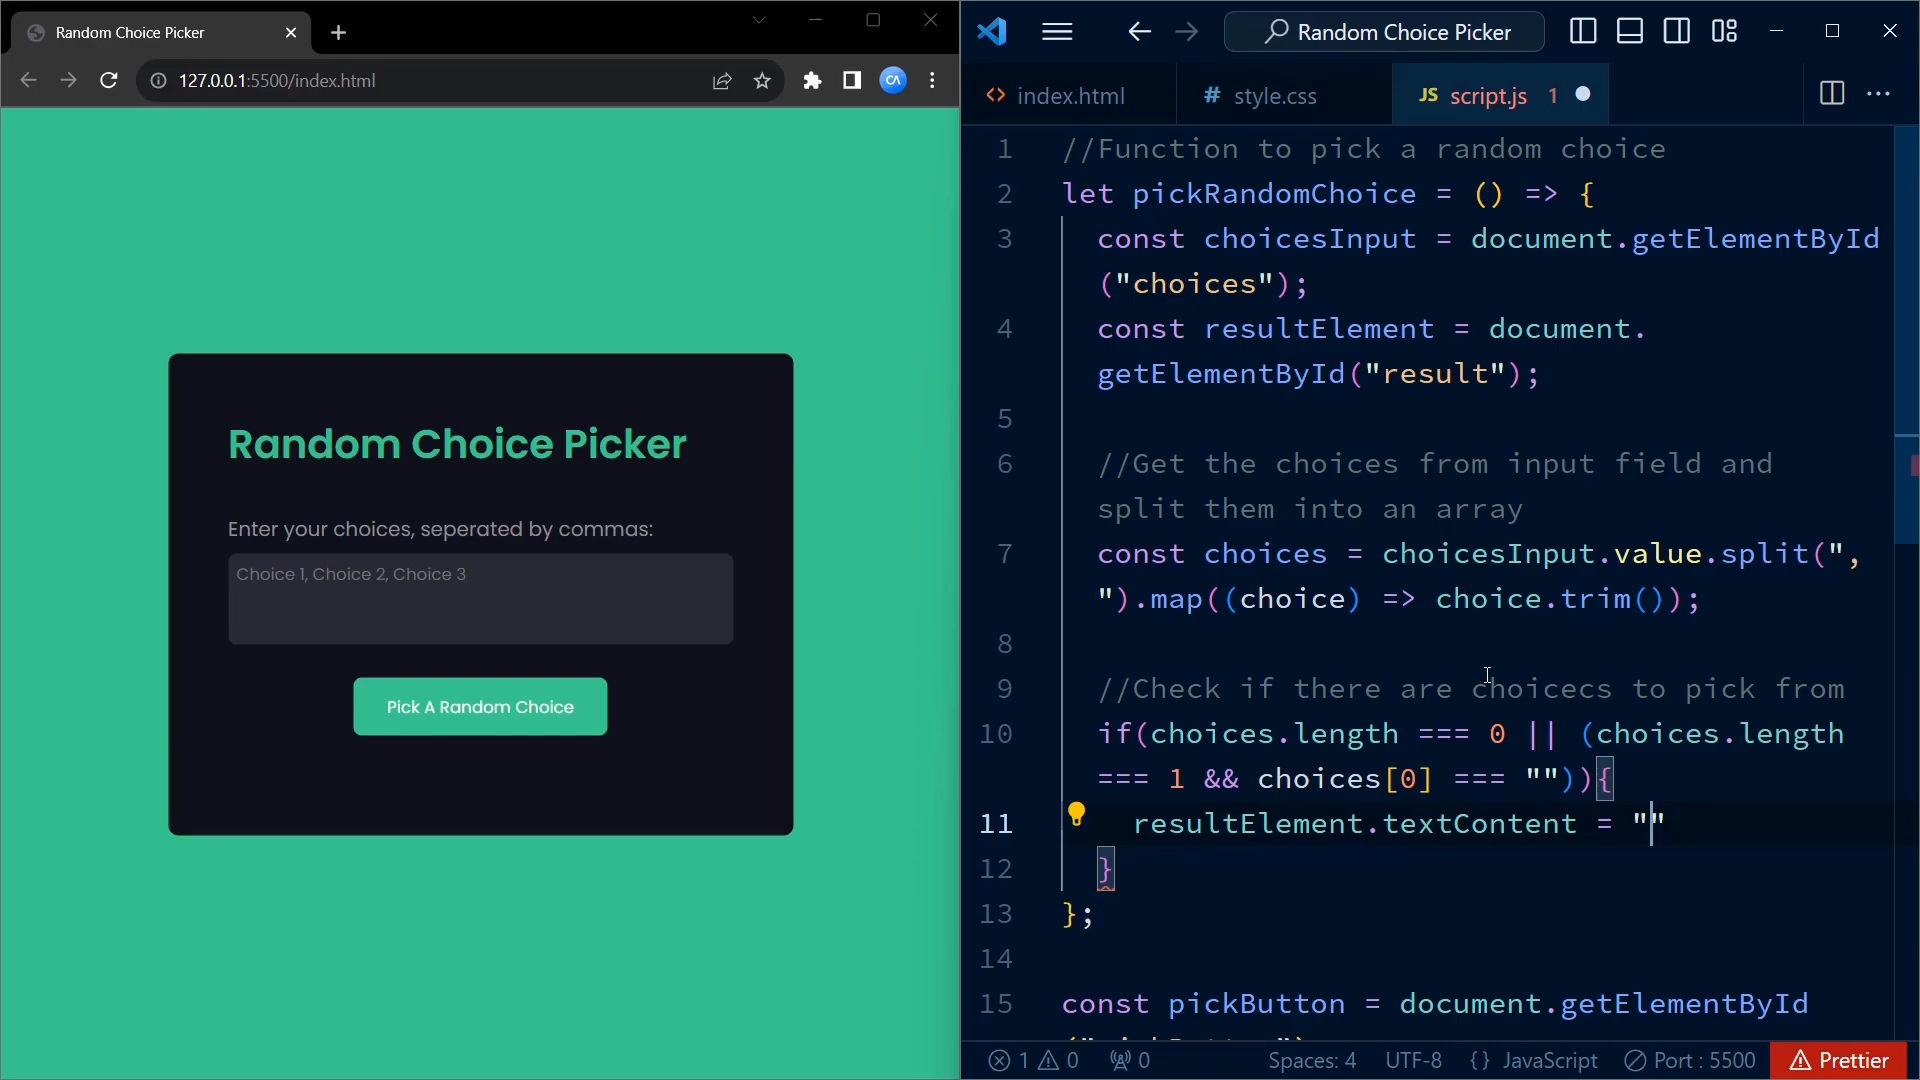 Random Choice Picker
127.0.0.1:5500/index.html
CA
Random Choice Picker
Enter your choices, seperated by commas:
Choice 1, Choice 2, Choice 3
Pick A Random Choice
Random Choice Picker
<> index.html
# style.css
JS script.js 1
1 //Function to pick a random choice
2 let pickRandomChoice = () => {
3 const choicesInput = document.getElementById
("choices");
4 const resultElement = document.
getElementById("result");
5
6 //Get the choices from input field and
split them into an array
7 const choices = choicesInput.value.split(",
").map((choice) => choice.trim());
8
9 //Check if there are choicecs to pick from
10 if(choices.length === 0 || (choices.length
=== 1 && choices[0] === "")){
11 resultElement.textContent = ""
12 }
13 };
14
15 const pickButton = document.getElementById
1 0 0 Spaces: 4 UTF-8 {} JavaScript Port : 5500 Prettier